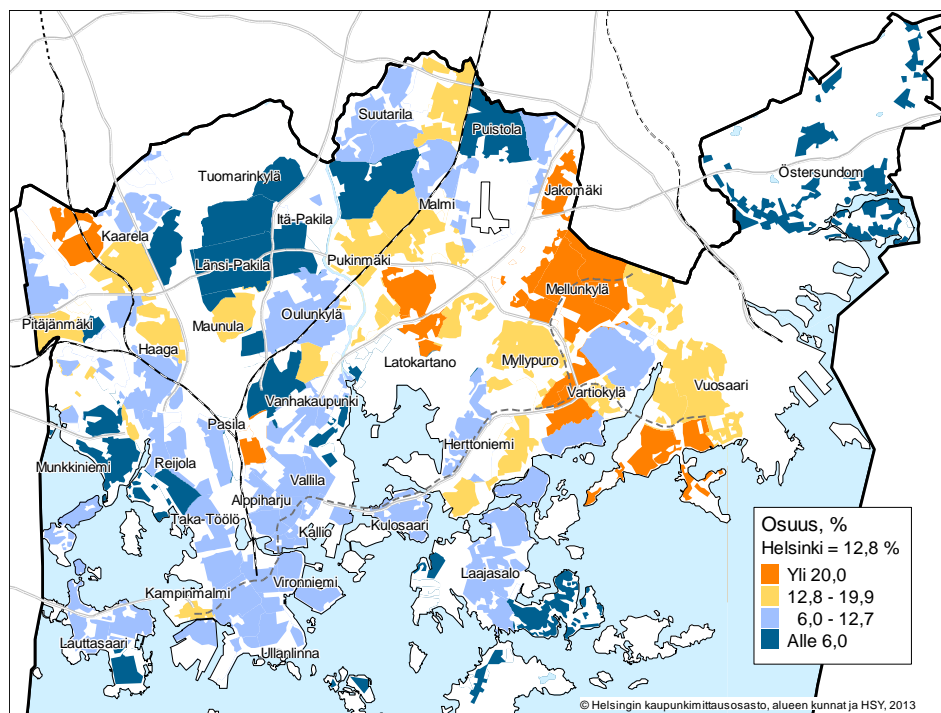 Suutarila
Puistola
Tuomarinkylä
Östersundom
Jakomäki
Malmi
Itä-Pakila
Kaarela
Pukinmäki
Länsi-Pakila
Mellunkylä
Oulunkylä
Pitäjänmäki
Maunula
Haaga
Latokartano
Myllypuro
Vuosaari
Vartiokylä
Vanhakaupunki
Pasila
Herttoniemi
Munkkiniemi
Reijola
Vallila
Alppiharju
Taka-Töölö
Kallio
Kulosaari
Laajasalo
Vironniemi
Kampinmalmi
Lauttasaari
Ullanlinna
Osuus, %
Helsinki = 12,8 %
Yli 20,0
12,8 - 19,9
6,0 - 12,7
Alle 6,0
© Helsingin kaupunkimittausosasto, alueen kunnat ja HSY, 2013